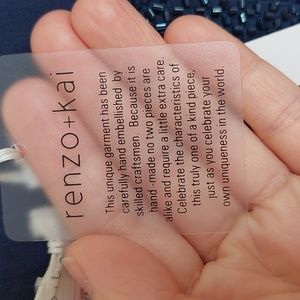 renzo+kai
This unique garment has been
carefully hand embellished by
skilled craftsmen. Because it is
hand-made no two pieces are
alike and require a little extra care.
Celebrate the characteristics of
this truly one of a kind piece,
just as you celebrate your
own uniqueness in the world.